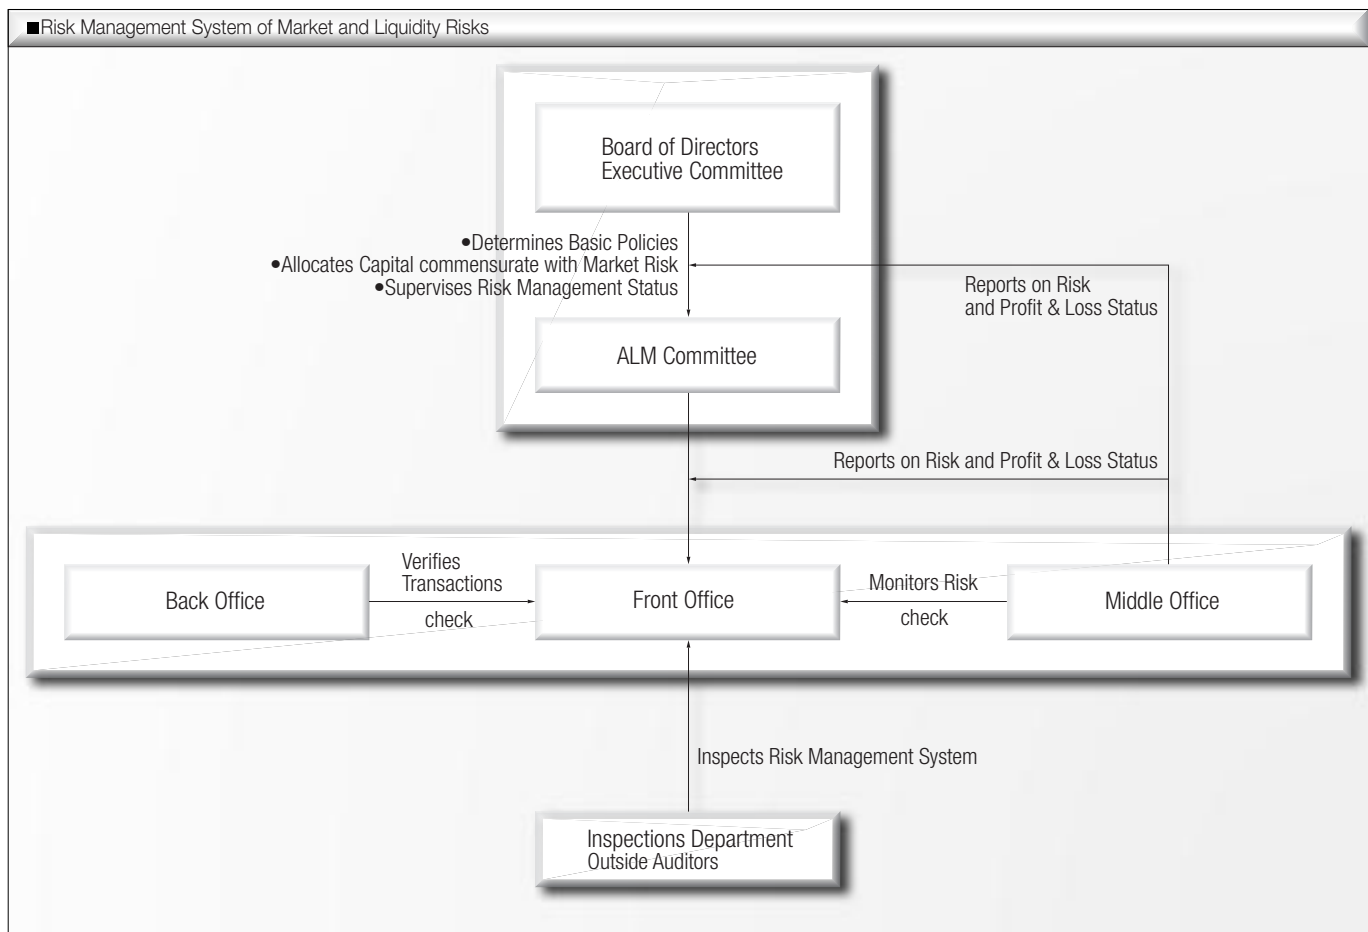 ■Risk Management System of Market and Liquidity Risks
Board of Directors
Executive Committee
•Determines Basic Policies
•Allocates Capital commensurate with Market Risk
•Supervises Risk Management Status
Reports on Risk
and Profit & Loss Status
ALM Committee
Reports on Risk and Profit & Loss Status
Back Office
Verifies
Transactions
check
Front Office
Monitors Risk
check
Middle Office
Inspects Risk Management System
Inspections Department
Outside Auditors